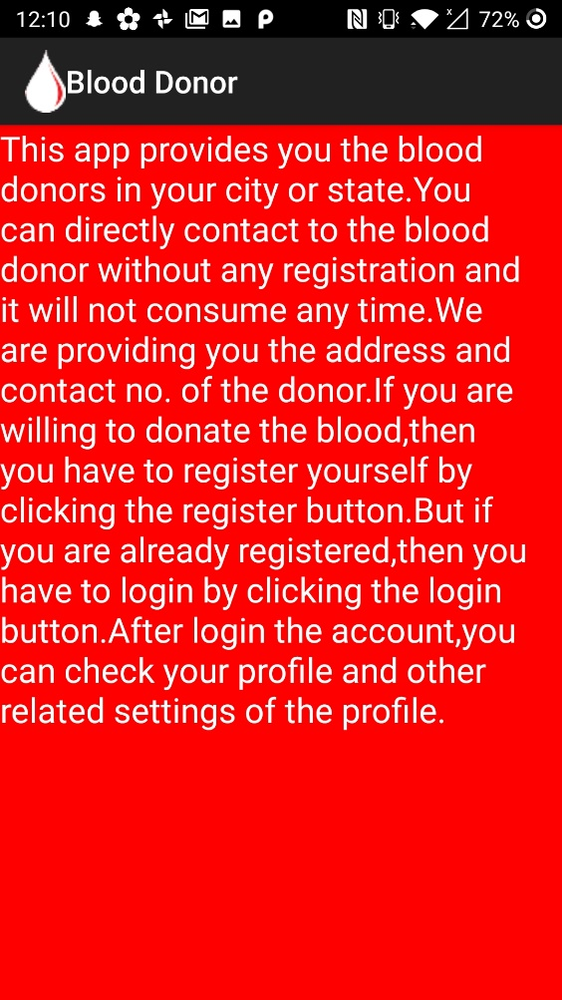 12:10 72%
Blood Donor
This app provides you the blood
donors in your city or state.You
can directly contact to the blood
donor without any registration and
it will not consume any time.We
are providing you the address and
contact no. of the donor.If you are
willing to donate the blood,then
you have to register yourself by
clicking the register button.But if
you are already registered,then you
have to login by clicking the login
button.After login the account,you
can check your profile and other
related settings of the profile.